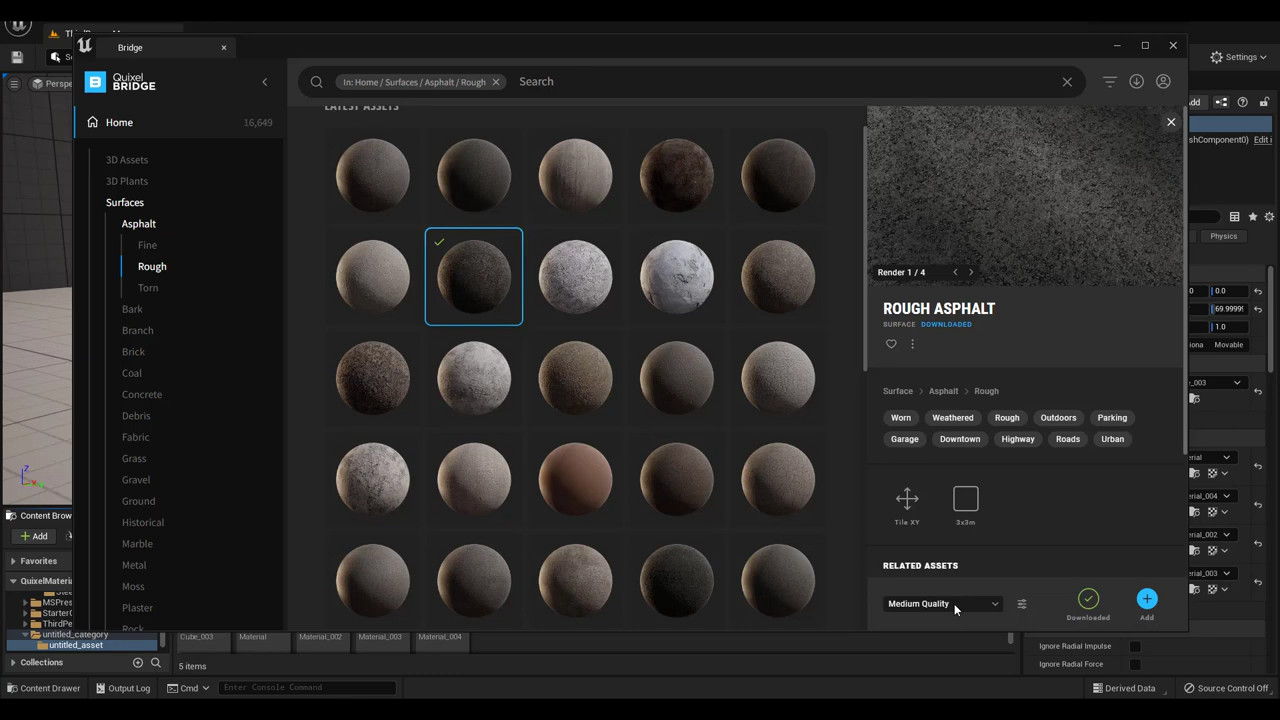 Bridge
Settings
Quixel
BRIDGE
In: Home / Surfaces / Asphalt / Rough
Search
Home
16,649
LATEST ASSETS
3D Assets
3D Plants
Surfaces
Asphalt
Fine
Rough
Torn
Bark
Branch
Brick
Coal
Concrete
Debris
Fabric
Grass
Gravel
Ground
Historical
Marble
Metal
Moss
Plaster
Rock
Render 1 / 4
ROUGH ASPHALT
SURFACE DOWNLOADED
Surface > Asphalt > Rough
Worn
Weathered
Rough
Outdoors
Parking
Garage
Downtown
Highway
Roads
Urban
Tile XY
3x3m
RELATED ASSETS
Medium Quality
Downloaded
Add
Physics
0.0
1.0
Movable
Z
Add
Favorites
untitled_category
untitled_asset
Collections
Cube_003
Material
Material_002
Material_003
Material_004
5 items
Ignore Radial Impulse
Ignore Radial Force
Content Drawer
Output Log
Cmd
Enter Console Command
Derived Data
Source Control Off